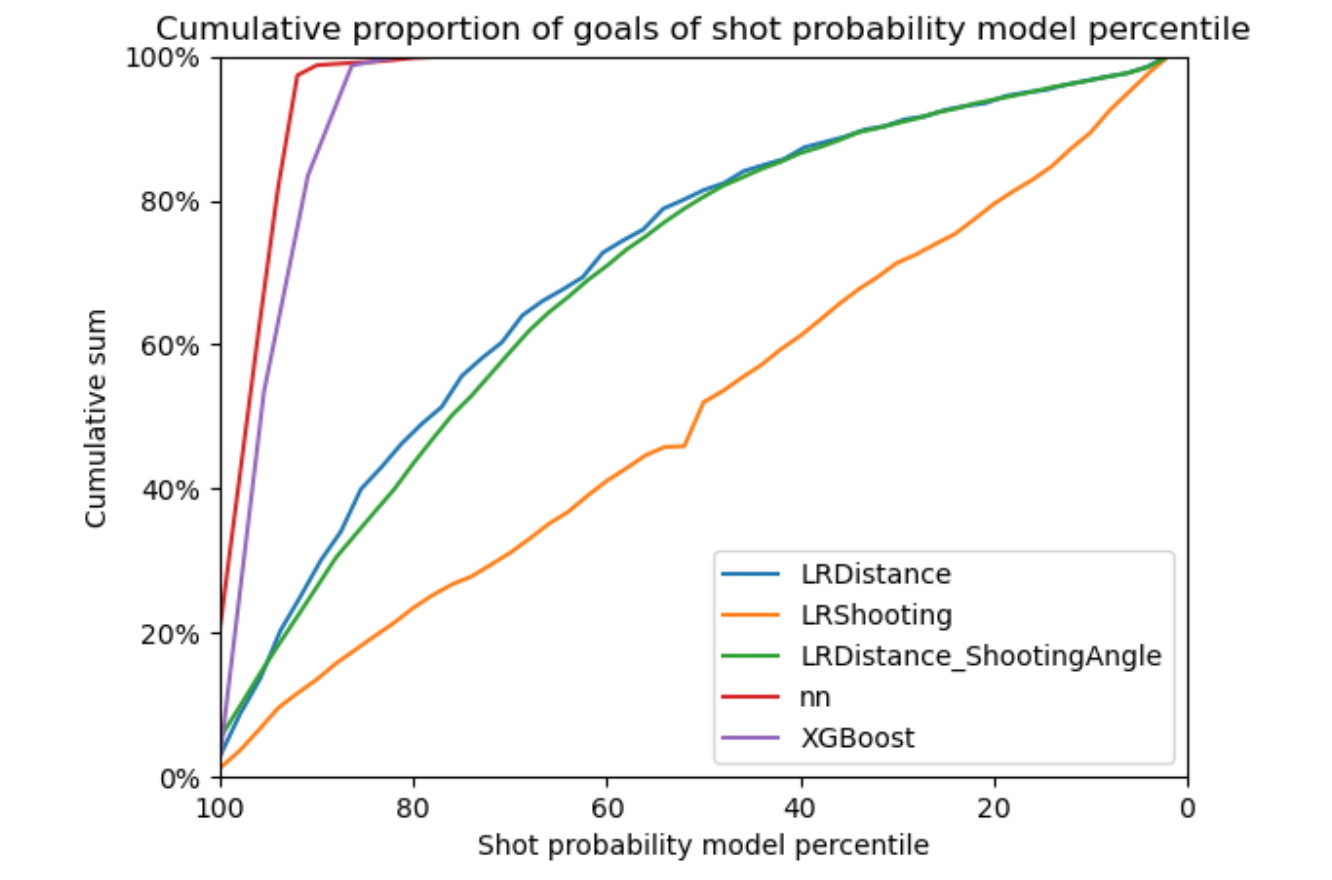 Cumulative proportion of goals of shot probability model percentile
100%
80%
60%
40%
20%
0%
Cumulative sum
100 80 60 40 20 0
Shot probability model percentile
LRDistance
LRShooting
LRDistance_ShootingAngle
nn
XGBoost